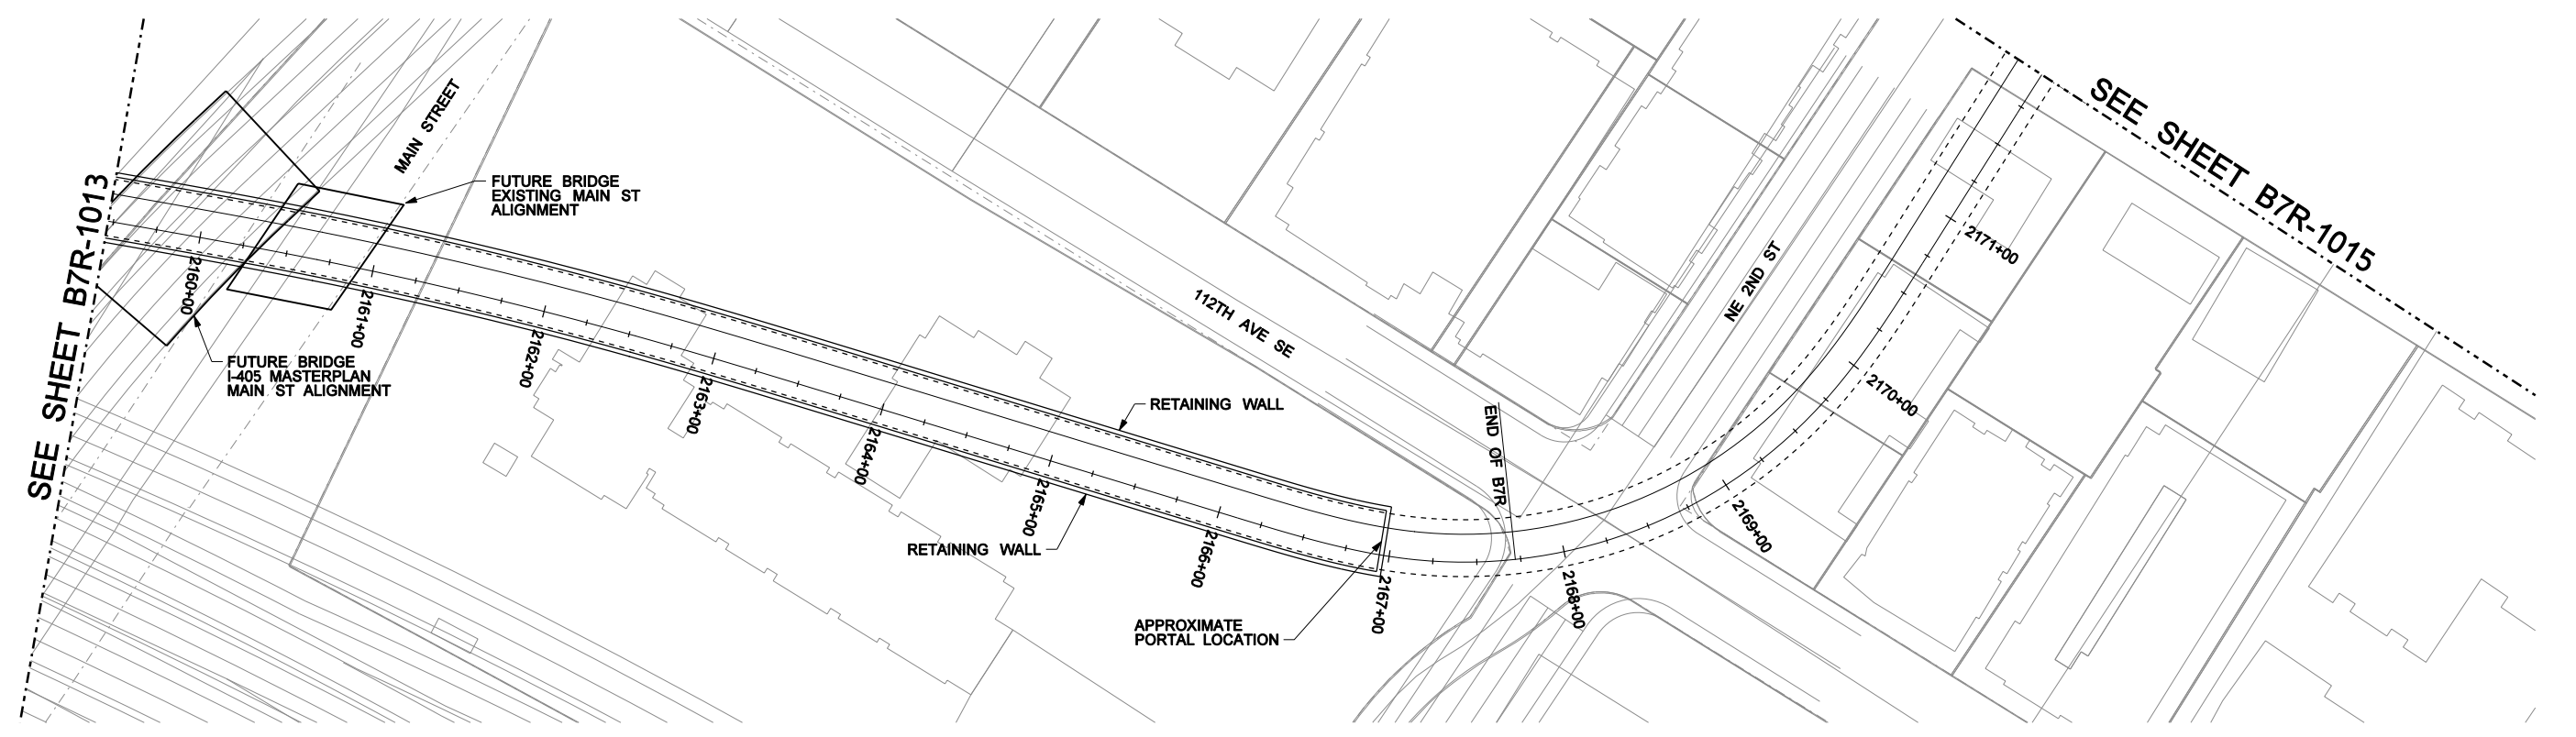 SEE SHEET B7R-1013
MAIN STREET
FUTURE BRIDGE
EXISTING MAIN ST
ALIGNMENT
FUTURE BRIDGE
I-405 MASTERPLAN
MAIN ST ALIGNMENT
2160+00
2161+00
2162+00
2163+00
2164+00
2165+00
2166+00
2167+00
2168+00
2169+00
2170+00
2171+00
RETAINING WALL
RETAINING WALL
APPROXIMATE
PORTAL LOCATION
112TH AVE SE
END OF B7R
NE 2ND ST
SEE SHEET B7R-1015